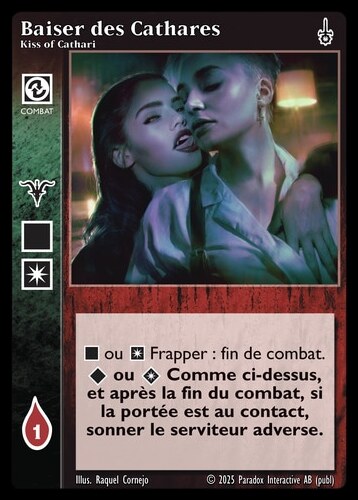 Baiser des Cathares
Kiss of Cathari
COMBAT
ou Frapper : fin de combat.
ou Comme ci-dessus,
et après la fin du combat, si
la portée est au contact,
sonner le serviteur adverse.
1
Illus. Raquel Cornejo © 2025 Paradox Interactive AB (publ)